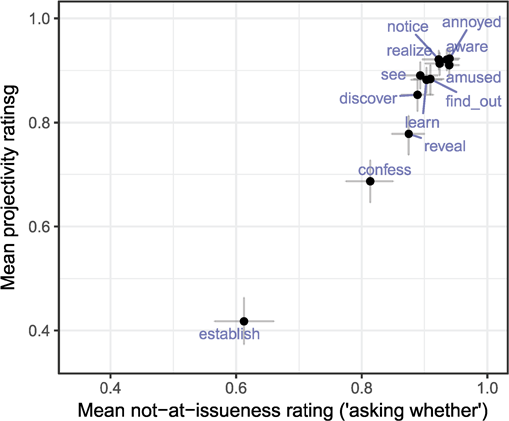 1.0
0.8
0.6
0.4
Mean projectivity ratinsg
notice
annoyed
realize
aware
see
amused
discover
find_out
learn
reveal
confess
establish
0.4
0.6
0.8
1.0
Mean not−at−issueness rating ('asking whether')